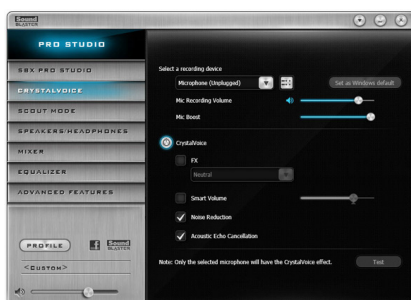 Sound
BLASTER
PRO STUDIO
SBX PRO STUDIO
CRYSTALVOICE
SCOUT MODE
SPEAKERS/HEADPHONES
MIXER
EQUALIZER
ADVANCED FEATURES
PROFILE
f
Sound
BLASTER
<CUSTOM>
Select a recording device
Microphone (Unplugged)
Set as Windows default
Mic Recording Volume
Mic Boost
CrystalVoice
FX
Neutral
Smart Volume
Noise Reduction
Acoustic Echo Cancellation
Note: Only the selected microphone will have the CrystalVoice effect.
Test